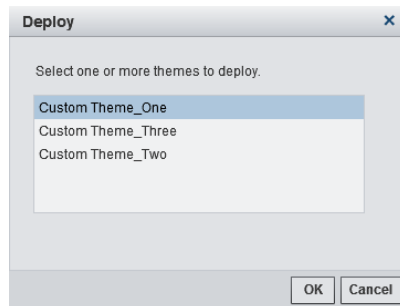 Deploy ×
Select one or more themes to deploy.
Custom Theme_One
Custom Theme_Three
Custom Theme_Two
OK Cancel